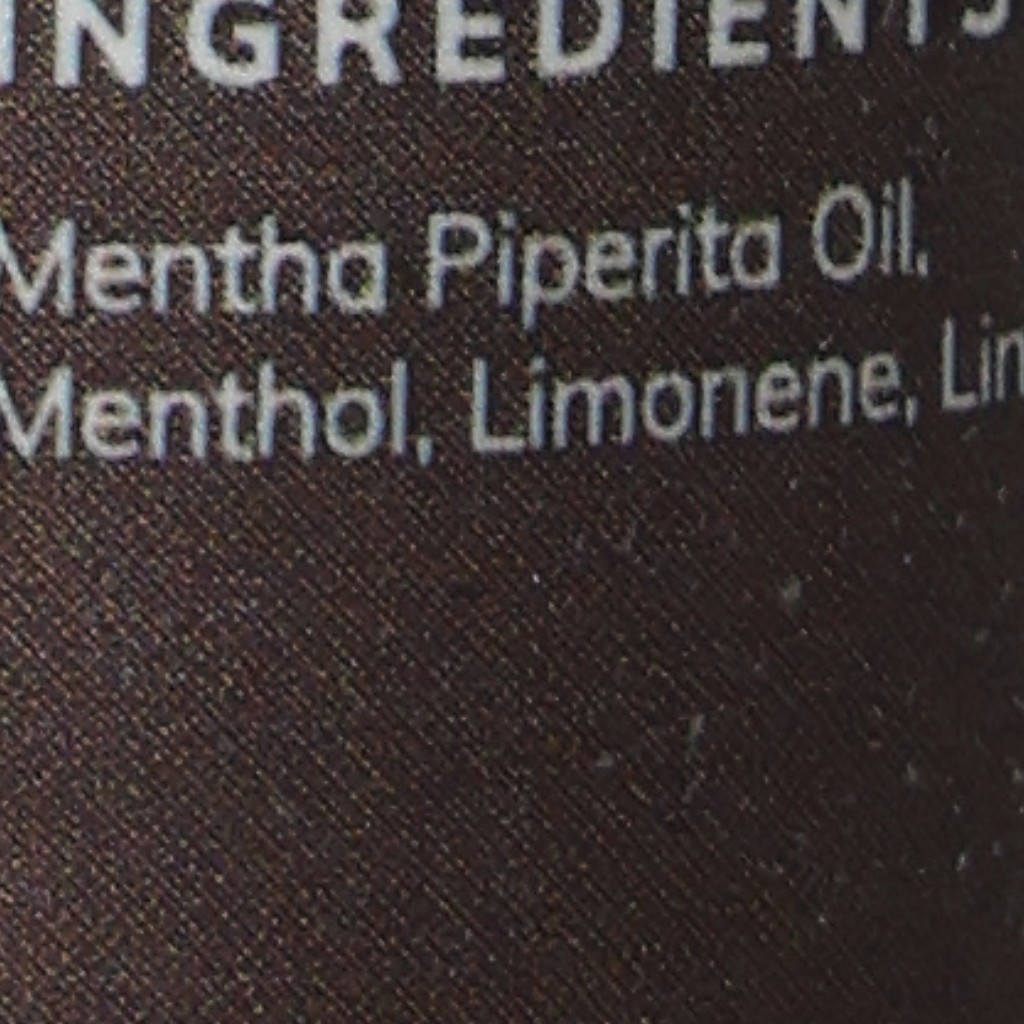 INGREDIENTS
Mentha Piperita Oil.
Menthol, Limonene,